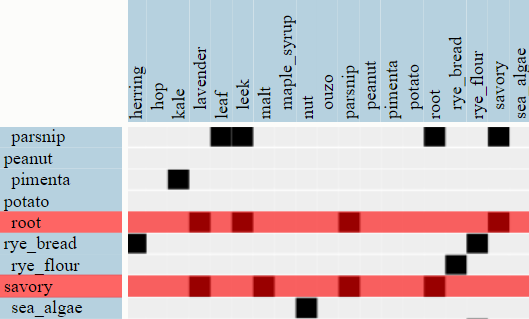 herring
hop
kale
lavender
leaf
leek
malt
maple_syrup
nut
ouzo
parsnip
peanut
pimenta
potato
root
rye_bread
rye_flour
savory
sea_algae
parsnip
peanut
pimenta
potato
root
rye_bread
rye_flour
savory
sea_algae